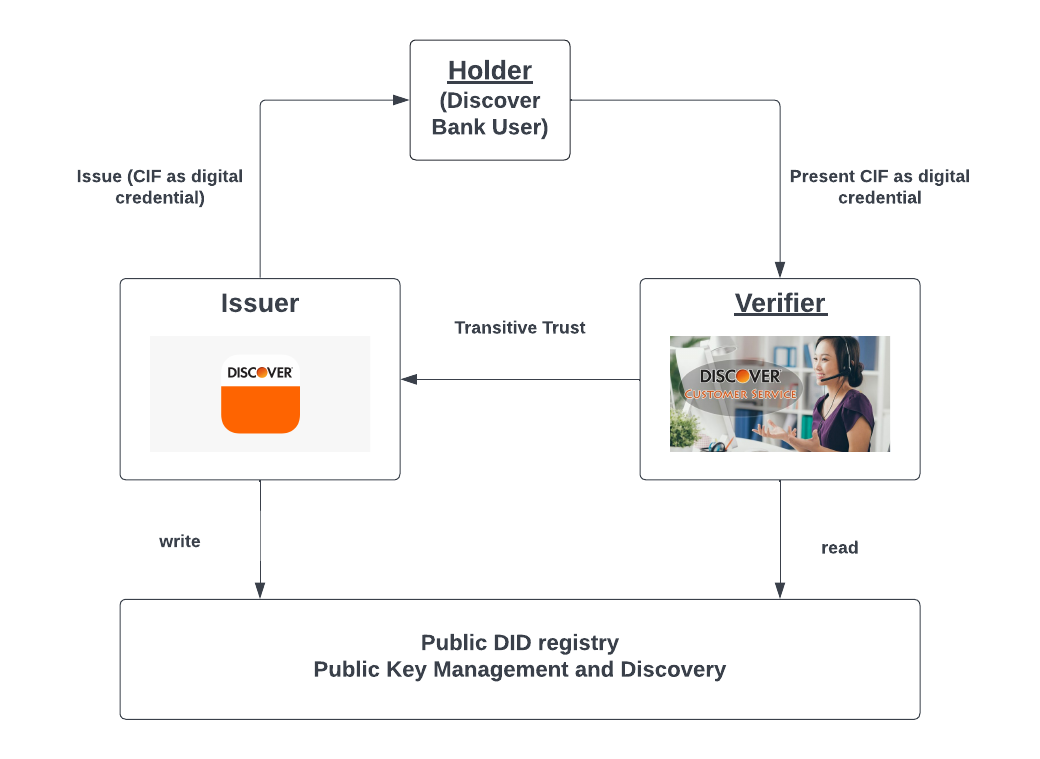 Holder
(Discover
Bank User)
Issue (CIF as digital
credential)
Present CIF as digital
credential
Issuer
DISCOVER
Transitive Trust
Verifier
DISCOVER
CUSTOMER SERVICE
write
read
Public DID registry
Public Key Management and Discovery